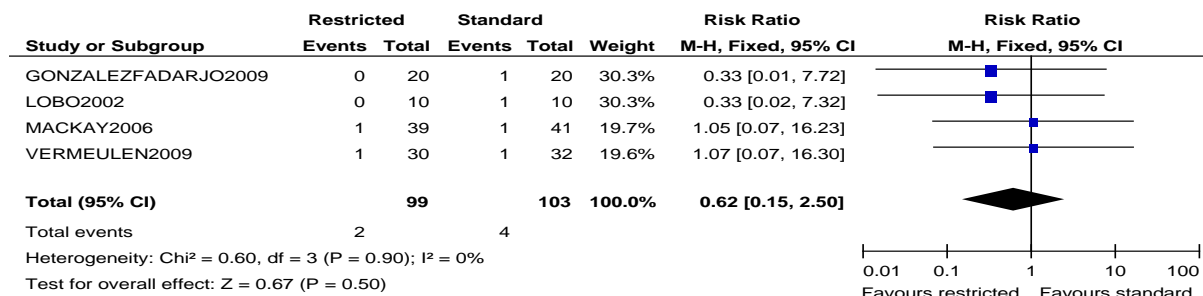 Restricted Standard Risk Ratio Risk Ratio
Study or Subgroup Events Total Events Total Weight M-H, Fixed, 95% CI M-H, Fixed, 95% CI
GONZALEZFADARJO2009 0 20 1 20 30.3% 0.33 [0.01, 7.72]
LOBO2002 0 10 1 10 30.3% 0.33 [0.02, 7.32]
MACKAY2006 1 39 1 41 19.7% 1.05 [0.07, 16.23]
VERMEULEN2009 1 30 1 32 19.6% 1.07 [0.07, 16.30]
Total (95% CI) 99 103 100.0% 0.62 [0.15, 2.50]
Total events 2 4
Heterogeneity: Chi² = 0.60, df = 3 (P = 0.90); I² = 0%
Test for overall effect: Z = 0.67 (P = 0.50)
0.01 0.1 1 10 100
Favours restricted Favours standard